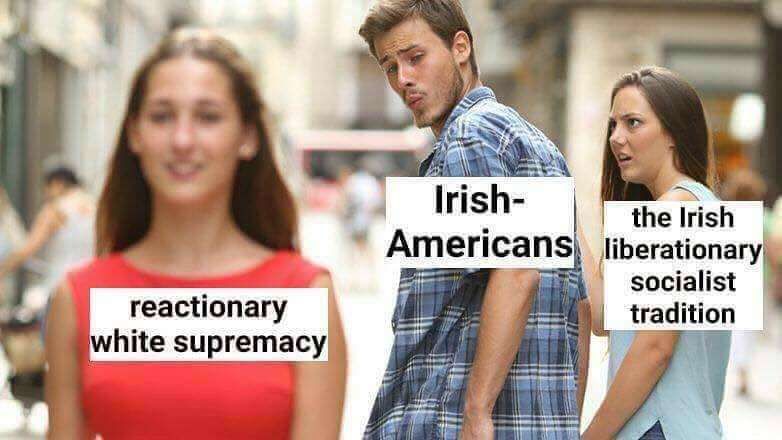 reactionary
white supremacy
Irish-
Americans
the Irish
liberationary
socialist
tradition